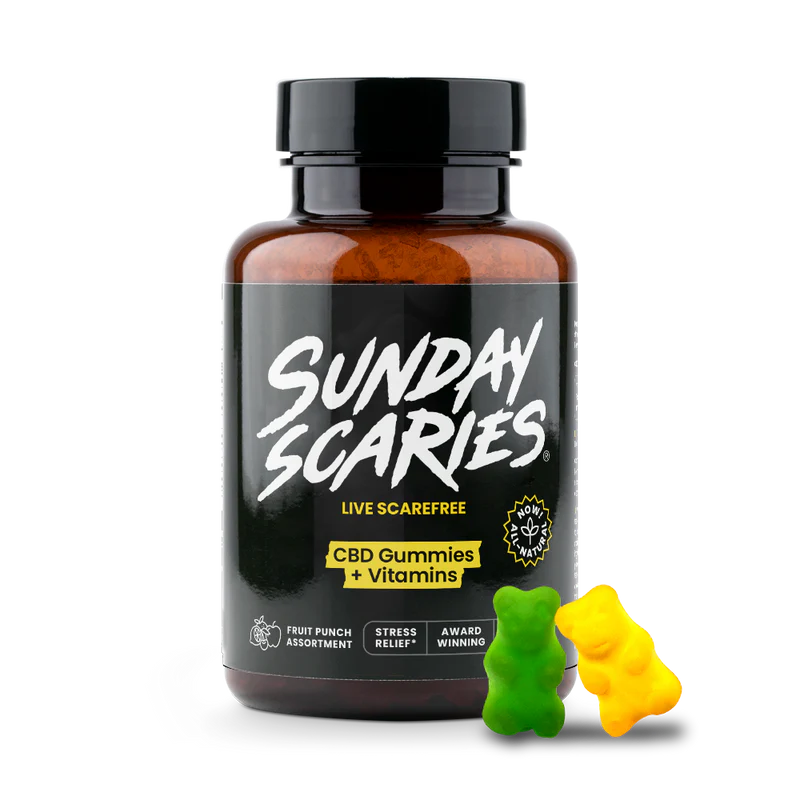 SUNDAY
SCARIES®
LIVE SCAREFREE
NOW!
ALL-NATURAL
CBD Gummies
+ Vitamins
FRUIT PUNCH
ASSORTMENT
STRESS
RELIEF*
AWARD
WINNING